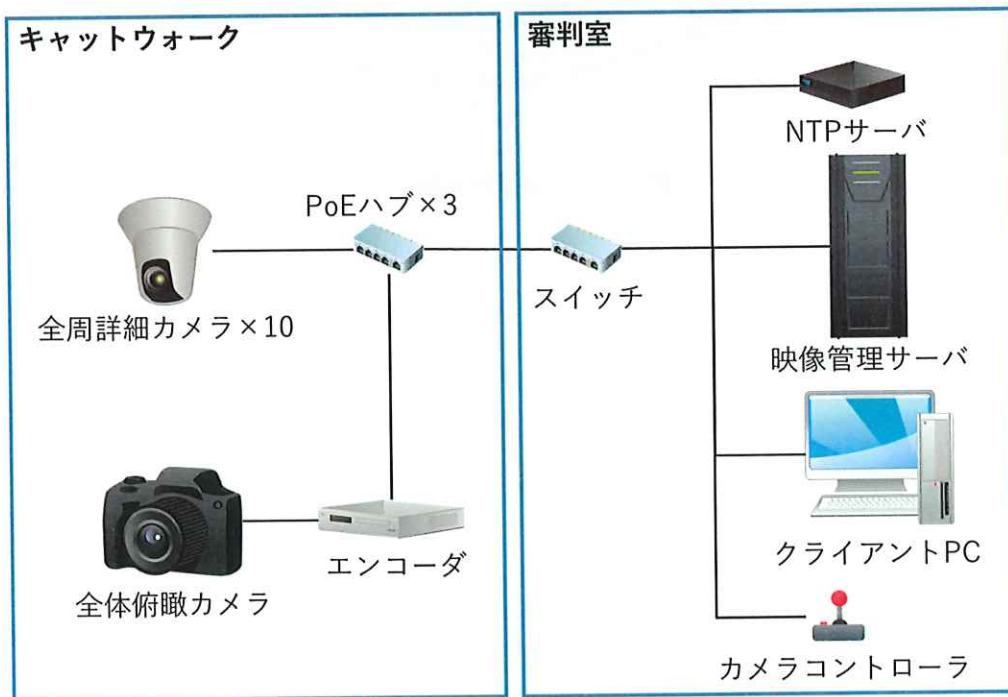 キャットウォーク
PoEハブ×3
全周詳細カメラ×10
全体俯瞰カメラ
エンコーダ
審判室
NTPサーバ
スイッチ
映像管理サーバ
クライアントPC
カメラコントローラ